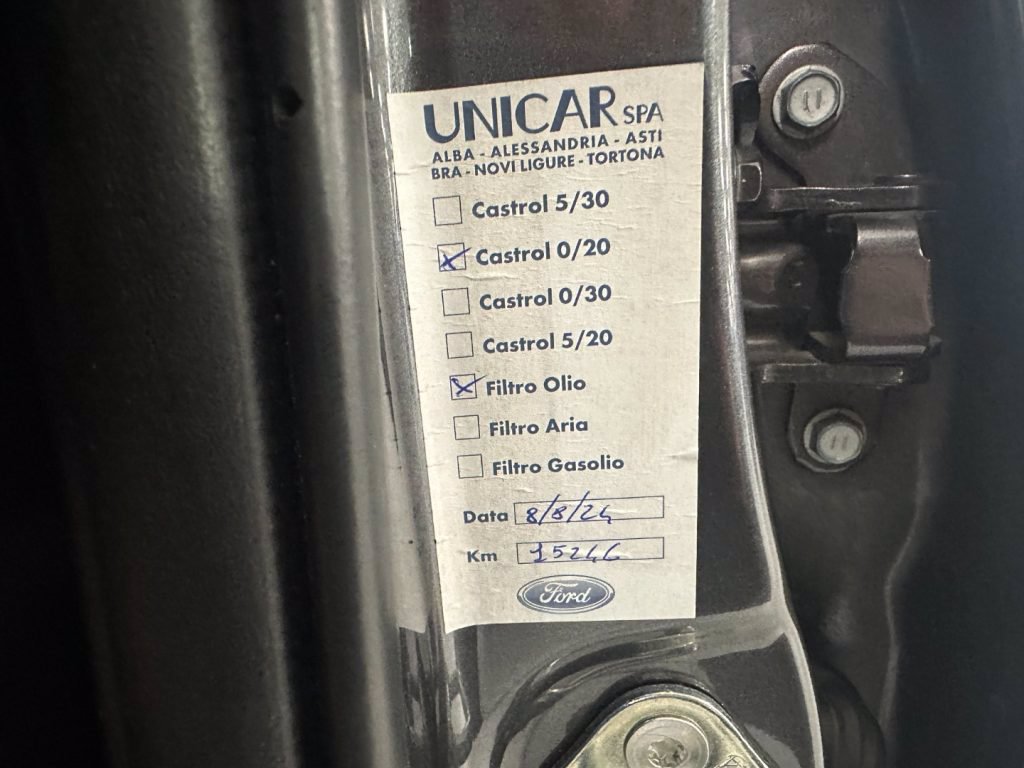 UNICAR SPA
ALBA - ALESSANDRIA - ASTI
BRA - NOVI LIGURE - TORTONA
Castrol 5/30
Castrol 0/20
Castrol 0/30
Castrol 5/20
Filtro Olio
Filtro Aria
Filtro Gasolio
Data 8/8/24
Km 15246
Ford